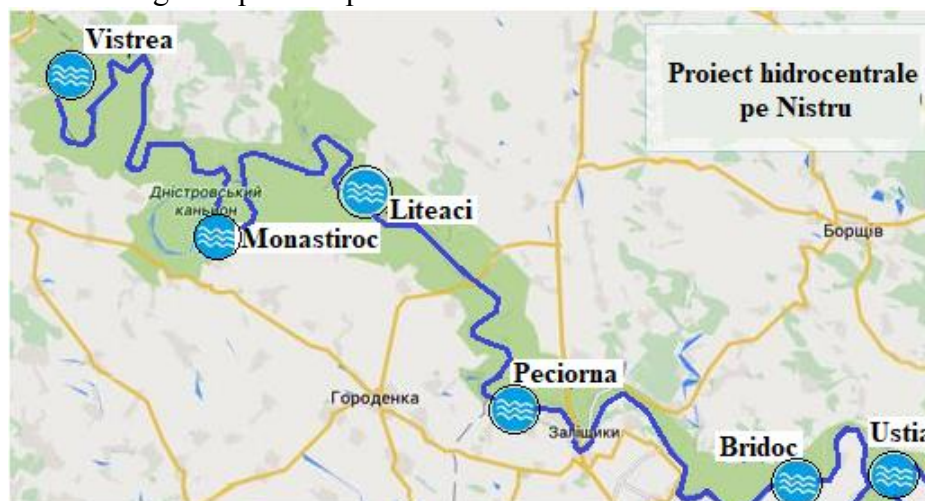 Vistrea
Proiect hidrocentrale
pe Nistru
Дністровський
каньйон
Liteaci
Monastiroc
Борщів
Peciorna
Городенка
Заліщики
Bridoc
Ustia